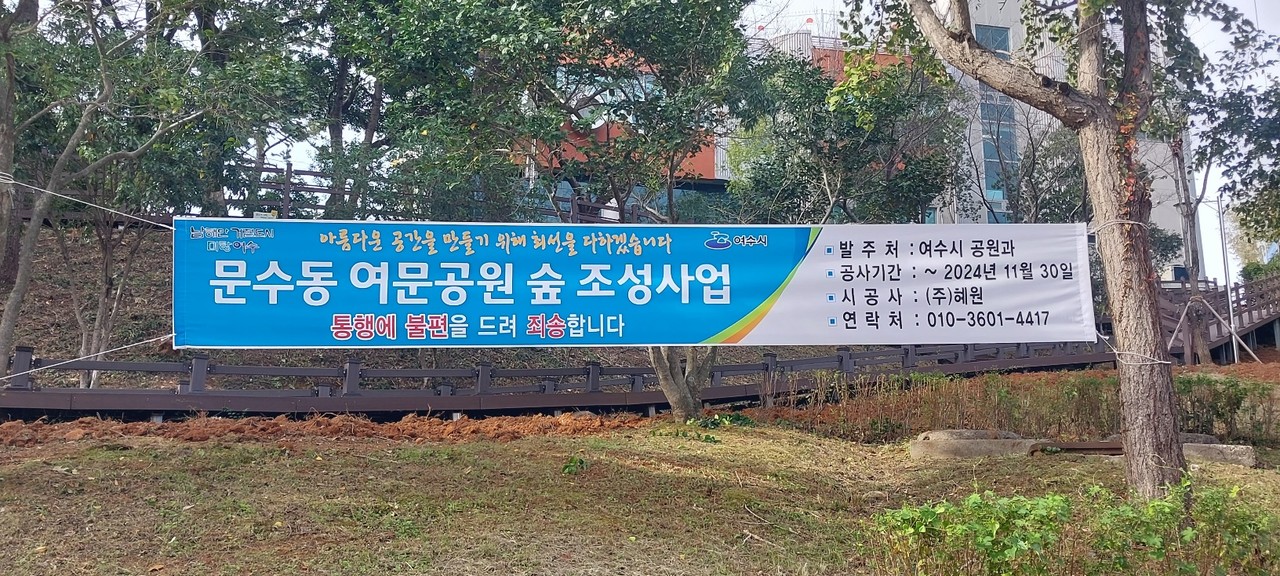 남해안 거점도시
미항여수
아름다운 공간을 만들기 위해 최선을 다하겠습니다
여수시
문수동 여문공원 숲 조성사업
통행에 불편을 드려 죄송합니다
발 주 처 : 여수시 공원과
공사기간 : ~ 2024년 11월 30일
시 공 사 : (주)혜원
연 락 처 : 010-3601-4417